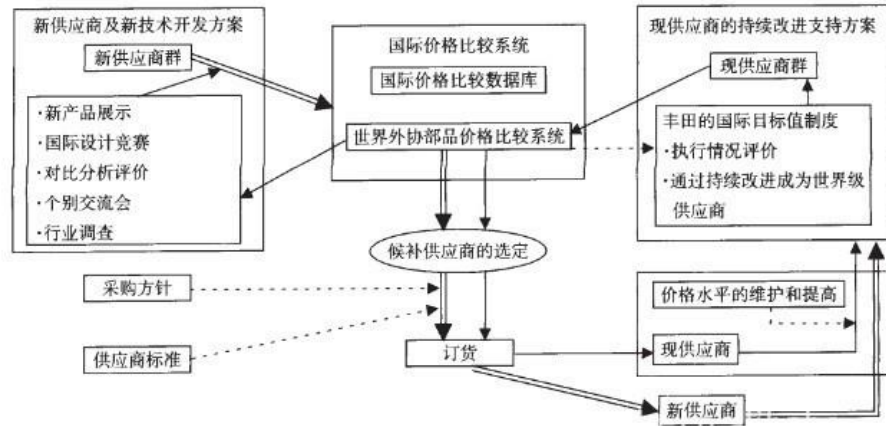 新供应商及新技术开发方案
新供应商群
·新产品展示
·国际设计竞赛
·对比分析评价
·个别交流会
·行业调查
国际价格比较系统
国际价格比较数据库
世界外协部品价格比较系统
现供应商的持续改进支持方案
现供应商群
丰田的国际目标值制度
·执行情况评价
·通过持续改进成为世界级
供应商
候补供应商的选定
采购方针
供应商标准
订货
价格水平的维护和提高
现供应商
新供应商